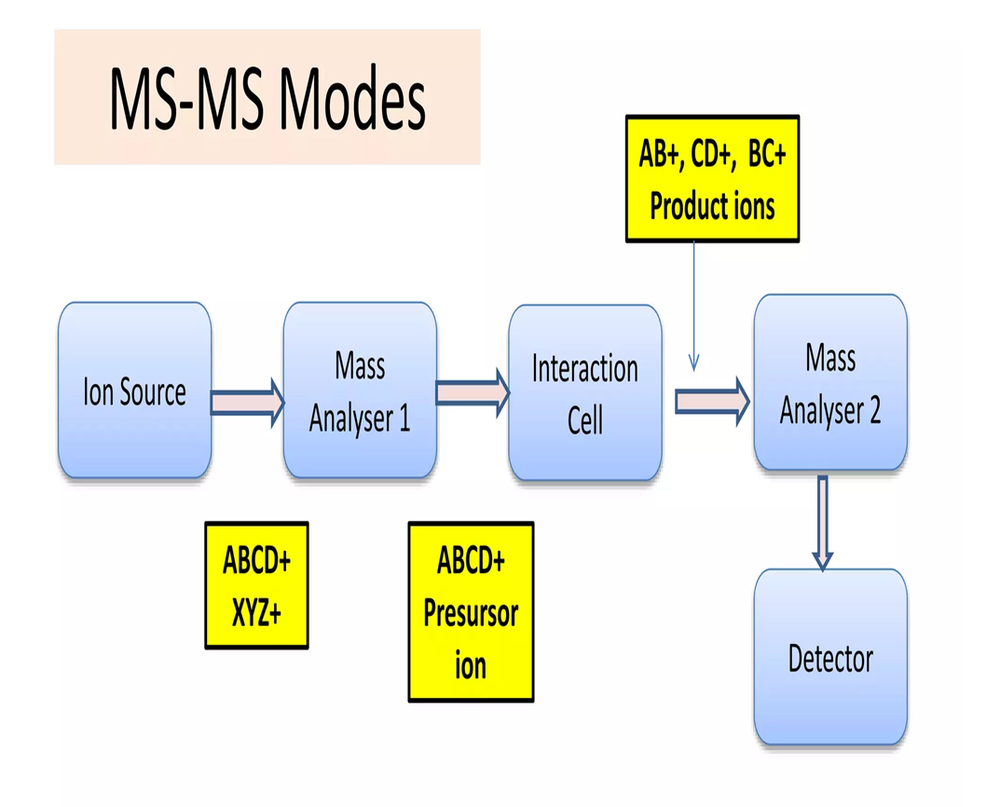 MS-MS Modes
AB+, CD+, BC+
Product ions
Ion Source
Mass
Analyser 1
Interaction
Cell
Mass
Analyser 2
ABCD+
XYZ+
ABCD+
Presursor
ion
Detector